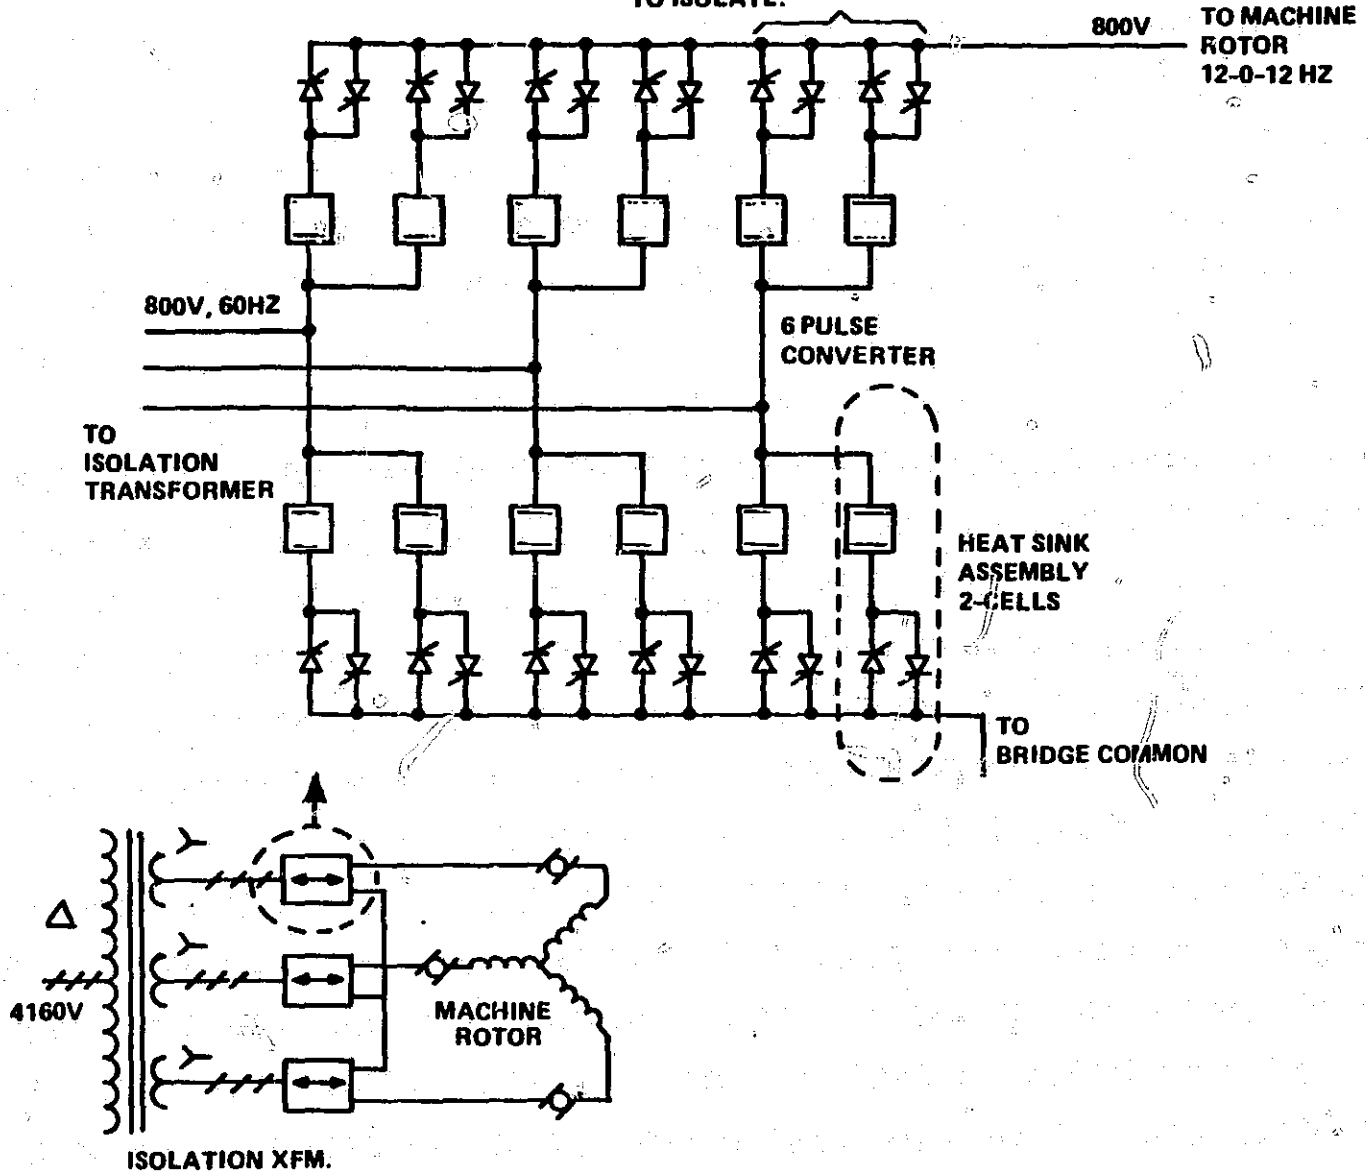 TO ISOLATE.
800V
TO MACHINE
ROTOR
12-0-12 HZ
800V, 60HZ
6 PULSE
CONVERTER
TO
ISOLATION
TRANSFORMER
HEAT SINK
ASSEMBLY
2-CELLS
TO
BRIDGE COMMON
Δ
4160V
MACHINE
ROTOR
ISOLATION XFM.